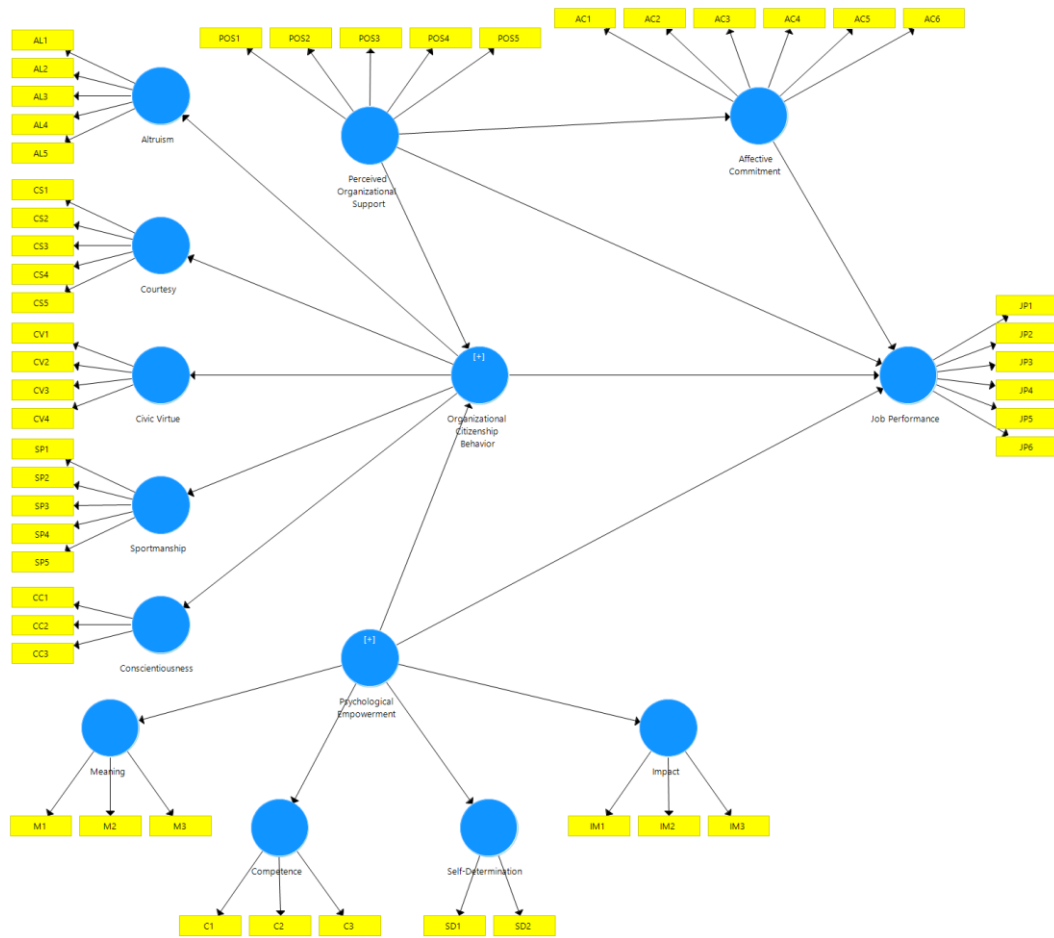 AC1
AC2
AC3
AC4
AC5
AC6
POS1
POS2
POS3
POS4
POS5
AL1
AL2
AL3
AL4
AL5
Altruism
Perceived
Organizational
Support
Affective
Commitment
CS1
CS2
CS3
CS4
CS5
Courtesy
JP1
JP2
JP3
JP4
JP5
JP6
Job Performance
CV1
CV2
CV3
CV4
Civic Virtue
[+]
Organizational
Citizenship
Behavior
SP1
SP2
SP3
SP4
SP5
Sportmanship
CC1
CC2
CC3
Conscientiousness
[+]
Psychological
Empowerment
Meaning
M1
M2
M3
Impact
IM1
IM2
IM3
Competence
C1
C2
C3
Self-Determination
SD1
SD2